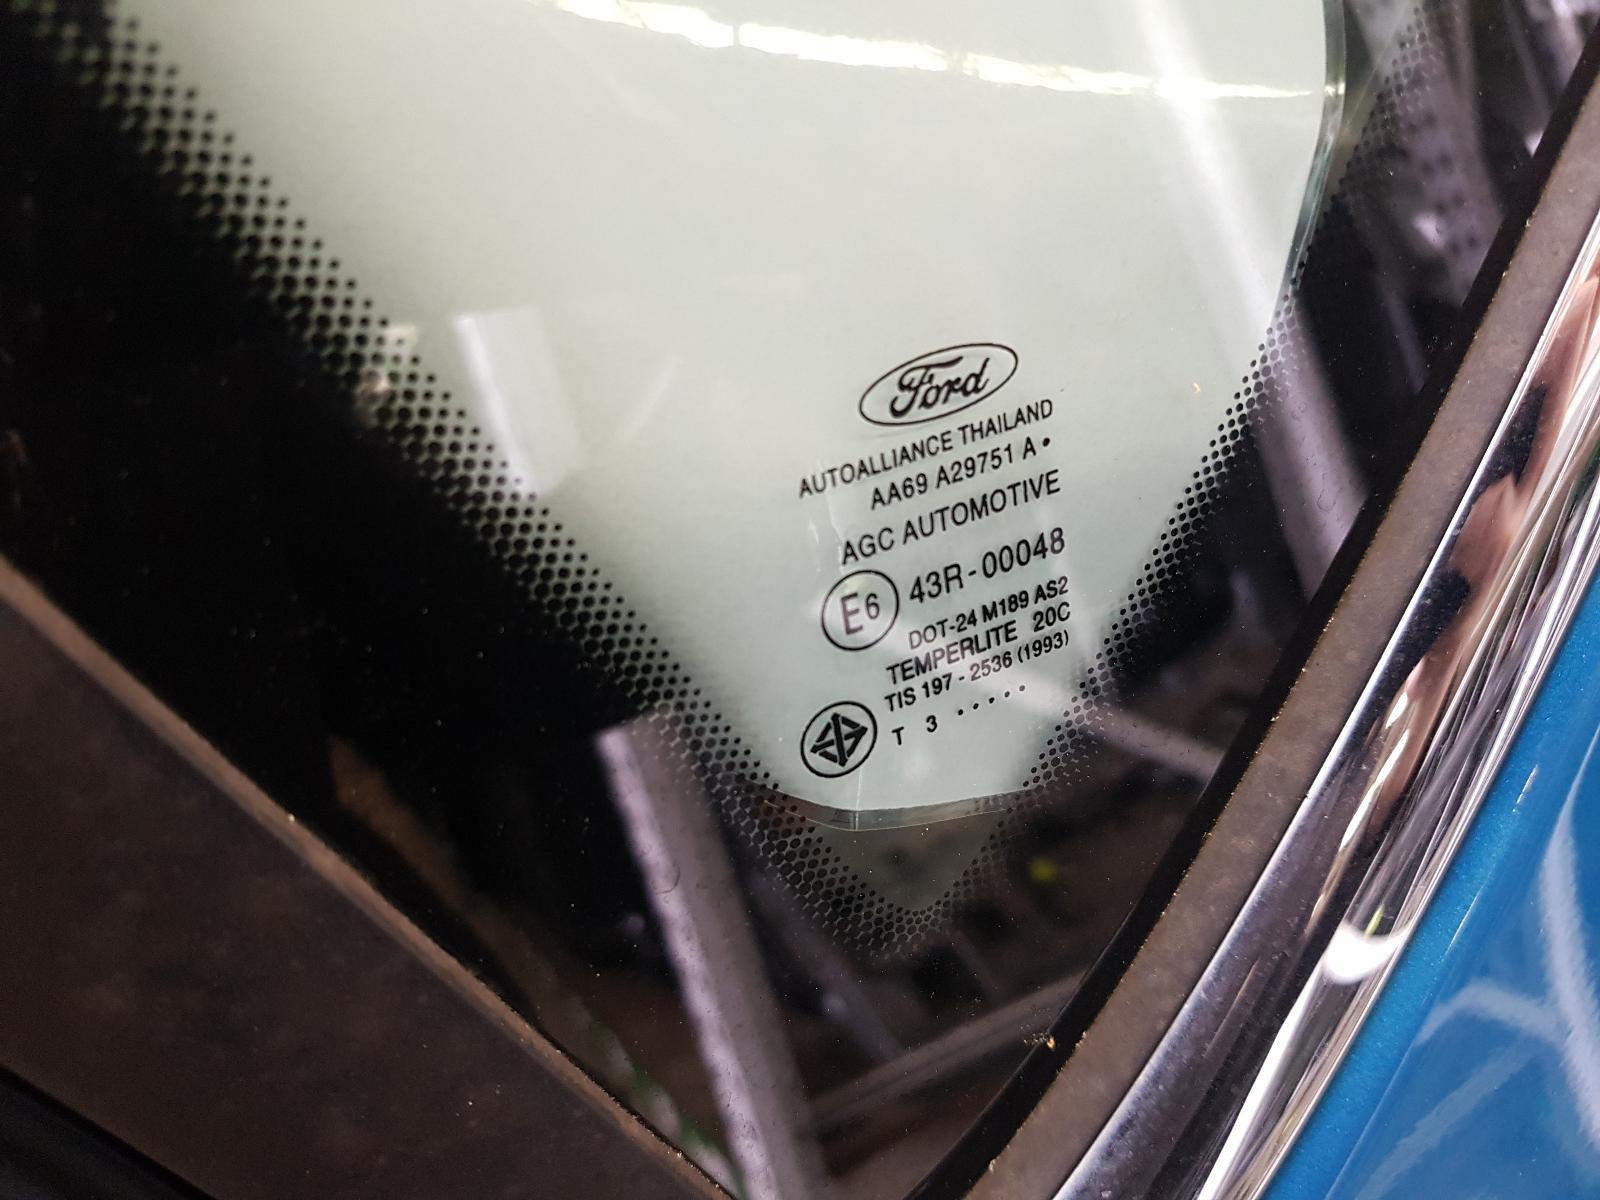 Ford
AUTOALLIANCE THAILAND
AA69 A29751 A •
AGC AUTOMOTIVE
E6 43R-00048
DOT-24 M189 AS2
TEMPERLITE 20C
TIS 197 - 2536 (1993)
T 3 • • • • •